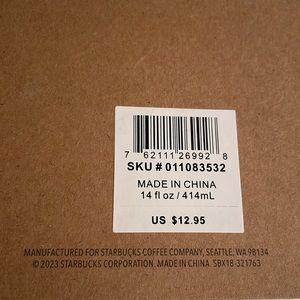 7 62111 26992 8
SKU # 011083532
MADE IN CHINA
14 fl oz / 414mL
US $12.95
MANUFACTURED FOR STARBUCKS COFFEE COMPANY, SEATTLE, WA 98134
© 2023 STARBUCKS CORPORATION. MADE IN CHINA. SBX18-321763